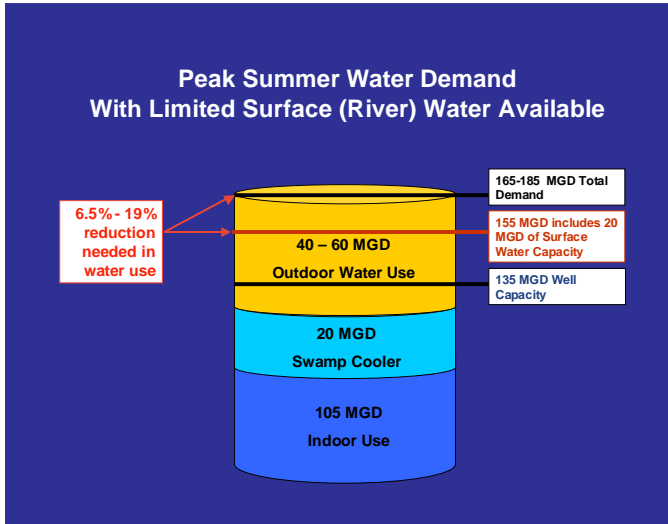 Peak Summer Water Demand
With Limited Surface (River) Water Available
6.5%- 19%
reduction
needed in
water use
165-185 MGD Total
Demand
155 MGD includes 20
MGD of Surface
Water Capacity
135 MGD Well
Capacity
40 – 60 MGD
Outdoor Water Use
20 MGD
Swamp Cooler
105 MGD
Indoor Use